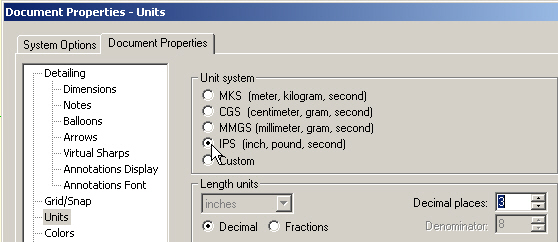 Document Properties - Units
System Options
Document Properties
Detailing
Dimensions
Notes
Balloons
Arrows
Virtual Sharps
Annotations Display
Annotations Font
Grid/Snap
Units
Colors
Unit system
MKS (meter, kilogram, second)
CGS (centimeter, gram, second)
MMGS (millimeter, gram, second)
IPS (inch, pound, second)
Custom
Length units
inches
Decimal places: 3
Decimal
Fractions
Denominator: 8